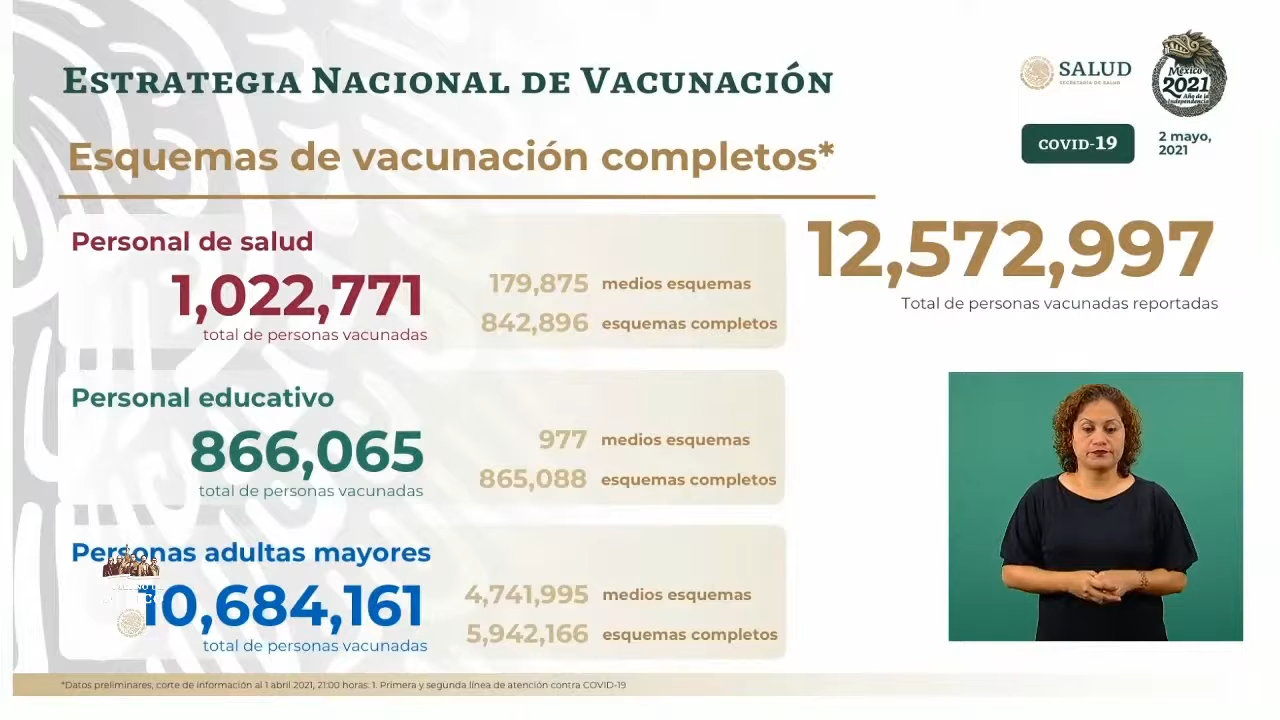 Estrategia Nacional de Vacunación
SALUD
SECRETARÍA DE SALUD
México
2021
Año de la
Independencia
COVID-19
2 mayo,
2021
Esquemas de vacunación completos*
12,572,997
Total de personas vacunadas reportadas
Personal de salud
1,022,771
total de personas vacunadas
179,875 medios esquemas
842,896 esquemas completos
Personal educativo
866,065
total de personas vacunadas
977 medios esquemas
865,088 esquemas completos
Personas adultas mayores
10,684,161
total de personas vacunadas
4,741,995 medios esquemas
5,942,166 esquemas completos
*Datos preliminares, corte de información al 1 abril 2021, 21:00 horas. 1. Primera y segunda línea de atención contra COVID-19